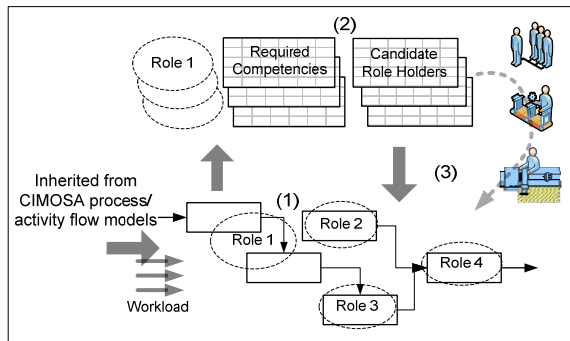 (2)
Role 1
Required
Competencies
Candidate
Role Holders
(3)
Inherited from
CIMOSA process/
activity flow models
(1)
Role 1
Role 2
Role 4
Role 3
Workload